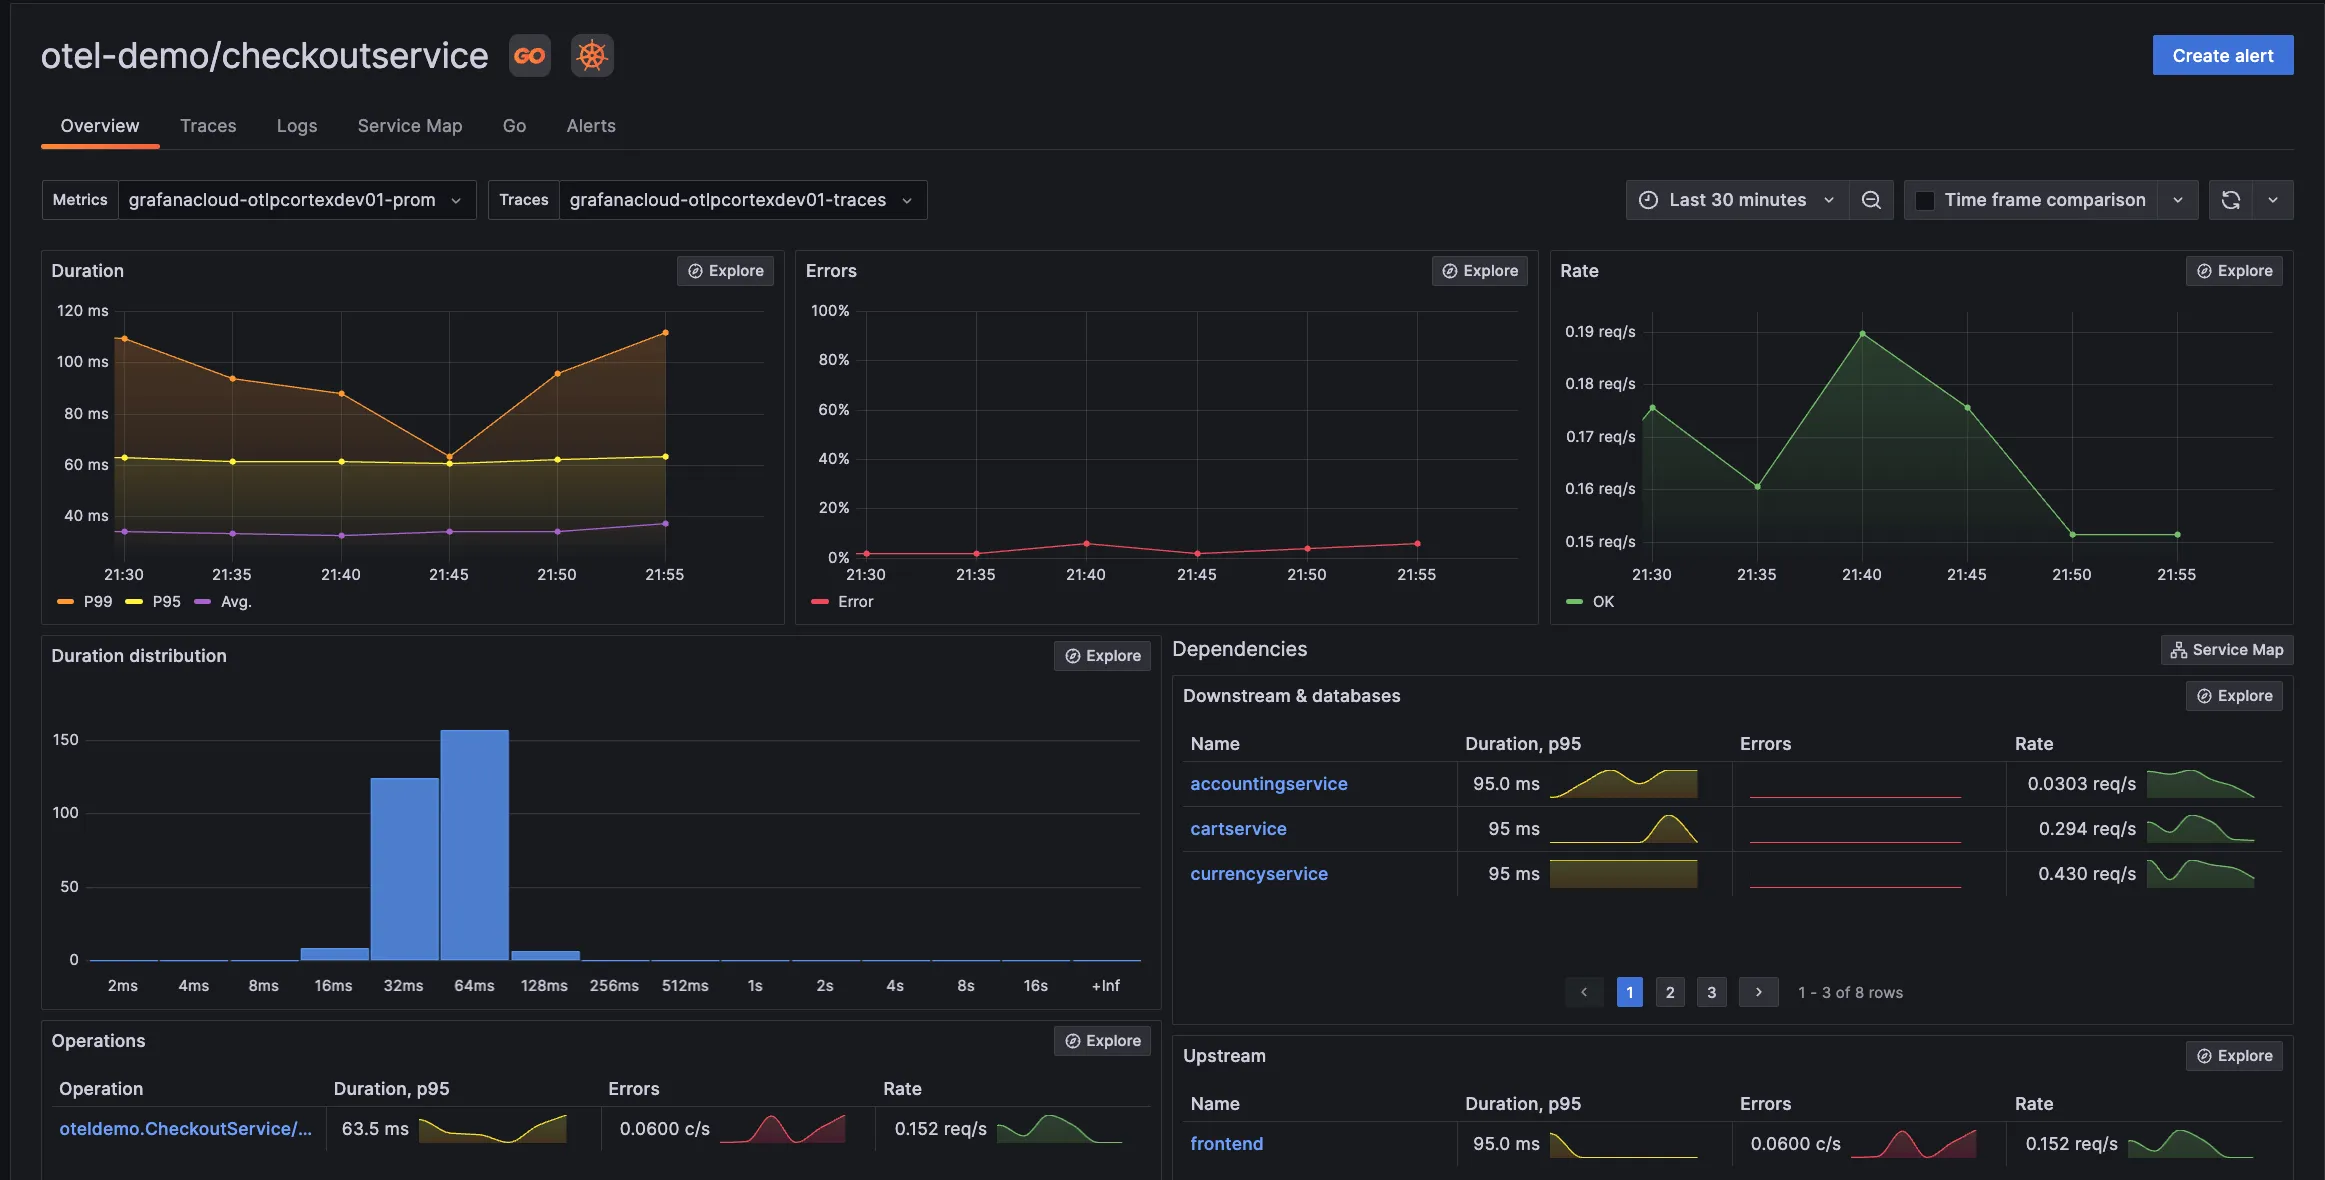 otel-demo/checkoutservice GO
Create alert
Overview Traces Logs Service Map Go Alerts
Metrics grafanacloud-otlpcortexdev01-prom Traces grafanacloud-otlpcortexdev01-traces Last 30 minutes Time frame comparison
Duration Explore
120 ms
100 ms
80 ms
60 ms
40 ms
21:30 21:35 21:40 21:45 21:50 21:55
P99 P95 Avg.
Errors Explore
100%
80%
60%
40%
20%
0%
21:30 21:35 21:40 21:45 21:50 21:55
Error
Rate Explore
0.19 req/s
0.18 req/s
0.17 req/s
0.16 req/s
0.15 req/s
21:30 21:35 21:40 21:45 21:50 21:55
OK
Duration distribution Explore
150
100
50
0
2ms 4ms 8ms 16ms 32ms 64ms 128ms 256ms 512ms 1s 2s 4s 8s 16s +Inf
Dependencies Service Map
Downstream & databases Explore
Name Duration, p95 Errors Rate
accountingservice 95.0 ms 0.0303 req/s
cartservice 95 ms 0.294 req/s
currencyservice 95 ms 0.430 req/s
1 2 3 1 - 3 of 8 rows
Operations Explore
Operation Duration, p95 Errors Rate
oteldemo.CheckoutService/... 63.5 ms 0.0600 c/s 0.152 req/s
Upstream Explore
Name Duration, p95 Errors Rate
frontend 95.0 ms 0.0600 c/s 0.152 req/s